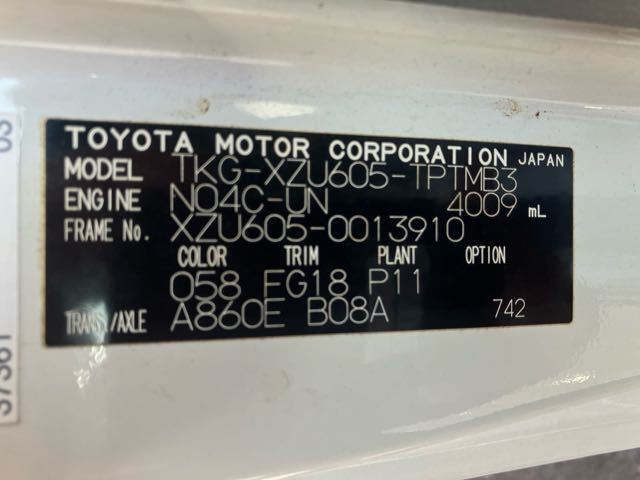 TOYOTA MOTOR CORPORATION JAPAN
MODEL TKG-XZU605-TPTMB3
ENGINE N04C-UN 4009 mL
FRAME No. XZU605-0013910
COLOR TRIM PLANT OPTION
058 FG18 P11
TRANS./AXLE A860E B08A 742